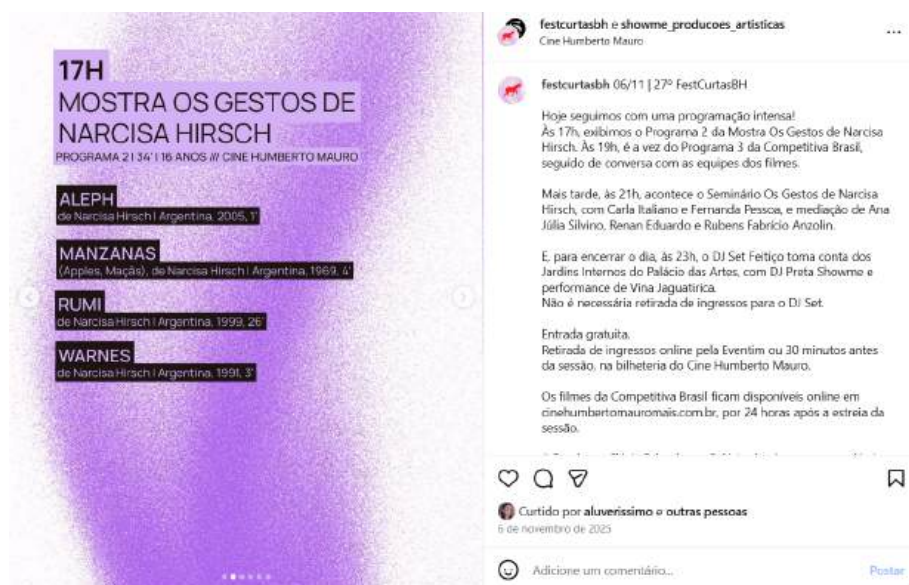 17H
MOSTRA OS GESTOS DE
NARCISA HIRSCH
PROGRAMA 2 | 34' | 16 ANOS /// CINE HUMBERTO MAURO
ALEPH
de Narcisa Hirsch | Argentina, 2005, 1'
MANZANAS
(Apples, Maçãs), de Narcisa Hirsch | Argentina, 1969, 4'
RUMI
de Narcisa Hirsch | Argentina, 1999, 26'
WARNES
de Narcisa Hirsch | Argentina, 1991, 3'
festcurtasbh e showme_producoes_artisticas
Cine Humberto Mauro
festcurtasbh 06/11 | 27º FestCurtasBH
Hoje seguimos com uma programação intensa!
Às 17h, exibimos o Programa 2 da Mostra Os Gestos de Narcisa
Hirsch. Às 19h, é a vez do Programa 3 da Competitiva Brasil,
seguido de conversa com as equipes dos filmes.
Mais tarde, às 21h, acontece o Seminário Os Gestos de Narcisa
Hirsch, com Carla Italiano e Fernanda Pessoa, e mediação de Ana
Júlia Silvino, Renan Eduardo e Rubens Fabrício Anzolin.
E, para encerrar o dia, às 23h, o DJ Set Feitiço toma conta dos
Jardins Internos do Palácio das Artes, com DJ Preta Showme e
performance de Vina Jaguatirica.
Não é necessária retirada de ingressos para o DJ Set.
Entrada gratuita.
Retirada de ingressos online pela Eventim ou 30 minutos antes
da sessão, na bilheteria do Cine Humberto Mauro.
Os filmes da Competitiva Brasil ficam disponíveis online em
cinehumbertomauromais.com.br, por 24 horas após a estreia da
sessão.
Curtido por aluverissimo e outras pessoas
6 de novembro de 2025
Adicione um comentário...
Postar